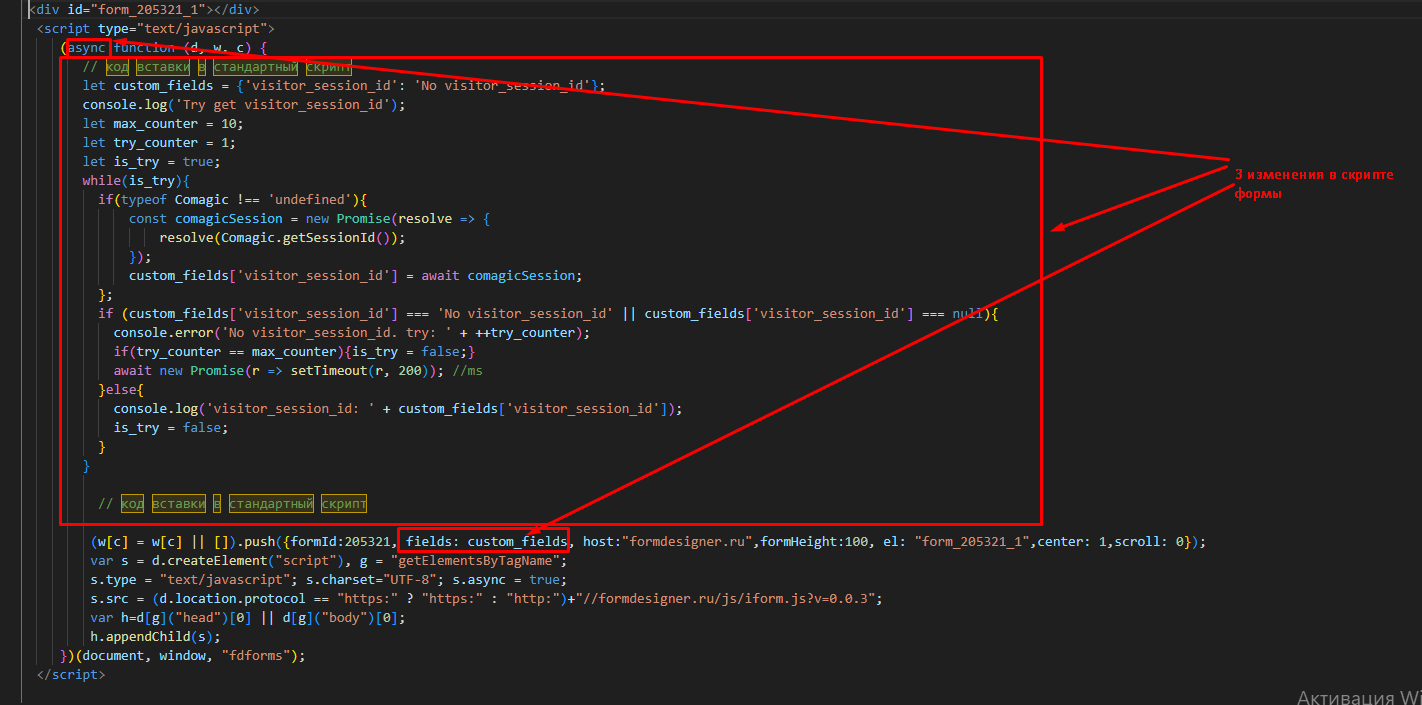 <div id="form_205321_1"></div>
<script type="text/javascript">
(async function (d, w, c) {
// код вставки в стандартный скрипт
let custom_fields = {'visitor_session_id': 'No visitor_session_id'};
console.log('Try get visitor_session_id');
let max_counter = 10;
let try_counter = 1;
let is_try = true;
while(is_try){
if(typeof Comagic !== 'undefined'){
const comagicSession = new Promise(resolve => {
resolve(Comagic.getSessionId());
});
custom_fields['visitor_session_id'] = await comagicSession;
};
if (custom_fields['visitor_session_id'] === 'No visitor_session_id' || custom_fields['visitor_session_id'] === null){
console.error('No visitor_session_id. try: ' + ++try_counter);
if(try_counter == max_counter){is_try = false;}
await new Promise(r => setTimeout(r, 200)); //ms
}else{
console.log('visitor_session_id: ' + custom_fields['visitor_session_id']);
is_try = false;
}
}
// код вставки в стандартный скрипт
(w[c] = w[c] || []).push({formId:205321, fields: custom_fields, host:"formdesigner.ru",formHeight:100, el: "form_205321_1",center: 1,scroll: 0});
var s = d.createElement("script"), g = "getElementsByTagName";
s.type = "text/javascript"; s.charset="UTF-8"; s.async = true;
s.src = (d.location.protocol == "https:" ? "https:" : "http:")+"//formdesigner.ru/js/iform.js?v=0.0.3";
var h=d[g]("head")[0] || d[g]("body")[0];
h.appendChild(s);
})(document, window, "fdforms");
</script>
3 изменения в скрипте
формы
Активация Wi